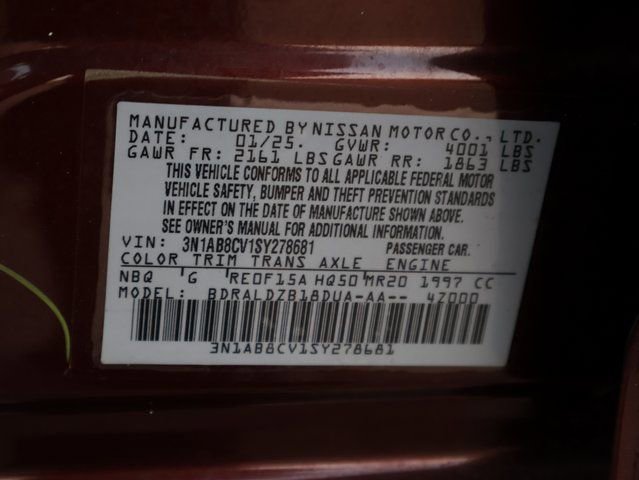 MANUFACTURED BY NISSAN MOTOR CO., LTD.
DATE: 01/25. GVWR: 4001 LBS
GAWR FR: 2161 LBS GAWR RR: 1863 LBS
THIS VEHICLE CONFORMS TO ALL APPLICABLE FEDERAL MOTOR
VEHICLE SAFETY, BUMPER AND THEFT PREVENTION STANDARDS
IN EFFECT ON THE DATE OF MANUFACTURE SHOWN ABOVE.
SEE OWNER'S MANUAL FOR ADDITIONAL INFORMATION.
VIN: 3N1AB8CV1SY278681 PASSENGER CAR.
COLOR TRIM TRANS AXLE ENGINE
NBQ G RE0F15A HQ50 MR20 1997 CC
MODEL: BDRALDZB18DUA-AA-- 4Z000
3N1AB8CV1SY278681